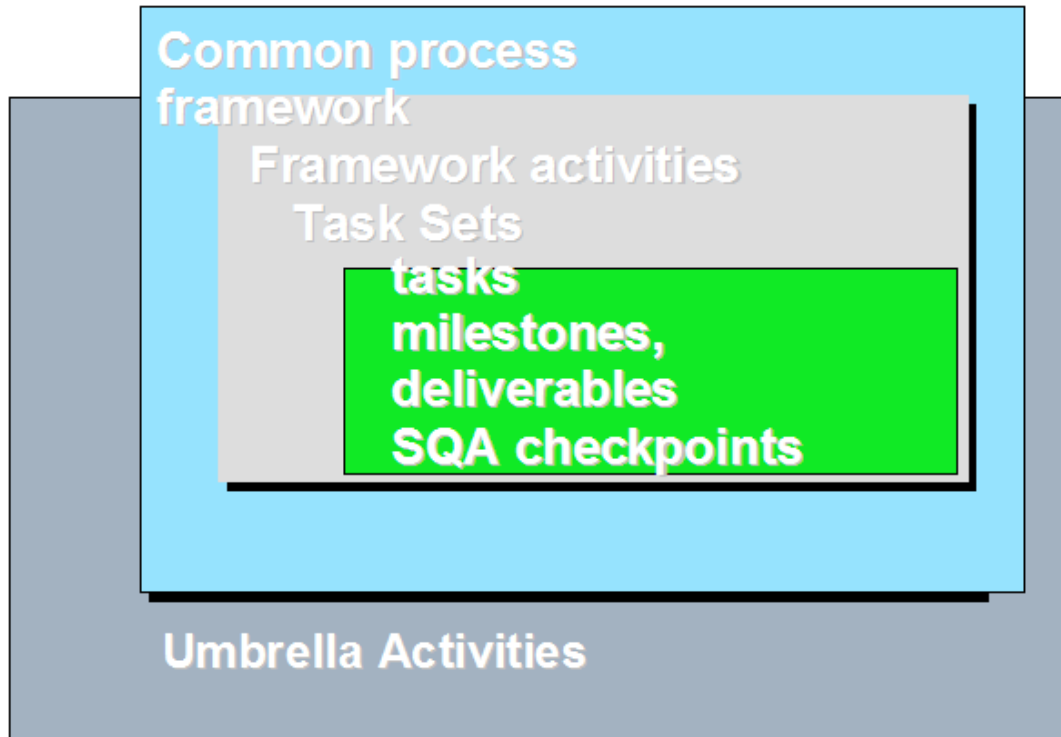 Common process
framework
Framework activities
Task Sets
tasks
milestones,
deliverables
SQA checkpoints
Umbrella Activities